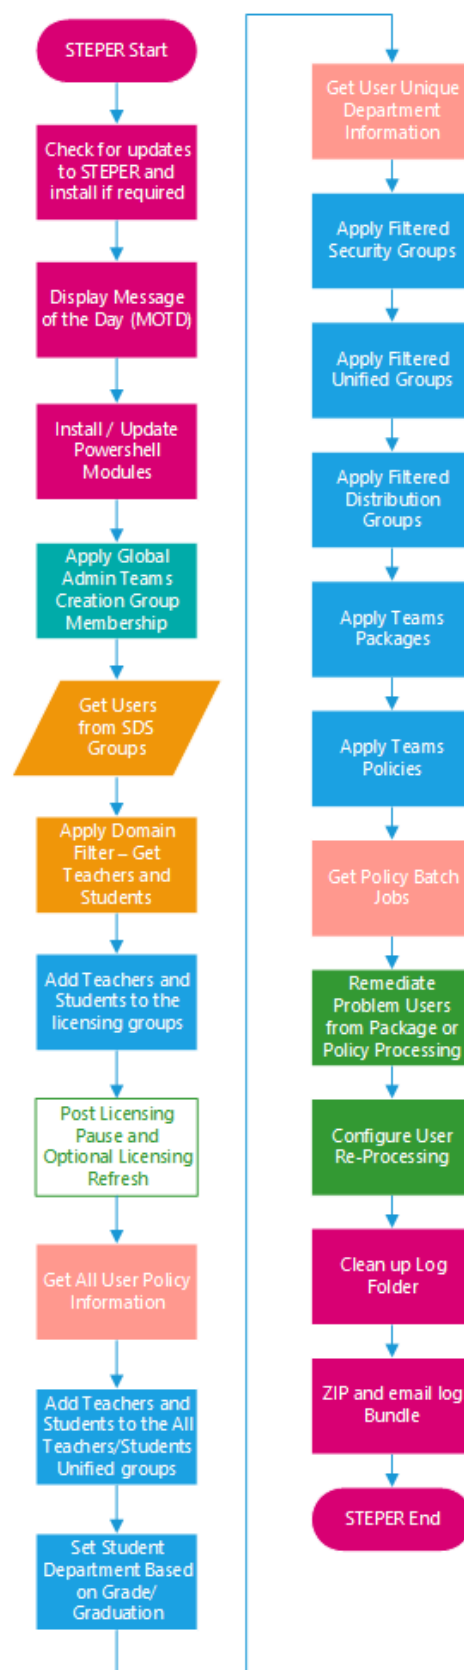 STEPER Start
Check for updates
to STEPER and
install if required
Display Message
of the Day (MOTD)
Install / Update
Powershell
Modules
Apply Global
Admin Teams
Creation Group
Membership
Get Users
from SDS
Groups
Apply Domain
Filter – Get
Teachers and
Students
Add Teachers and
Students to the
licensing groups
Post Licensing
Pause and
Optional Licensing
Refresh
Get All User Policy
Information
Add Teachers and
Students to the All
Teachers/Students
Unified groups
Set Student
Department Based
on Grade/
Graduation
Get User Unique
Department
Information
Apply Filtered
Security Groups
Apply Filtered
Unified Groups
Apply Filtered
Distribution
Groups
Apply Teams
Packages
Apply Teams
Policies
Get Policy Batch
Jobs
Remediate
Problem Users
from Package or
Policy Processing
Configure User
Re-Processing
Clean up Log
Folder
ZIP and email log
Bundle
STEPER End